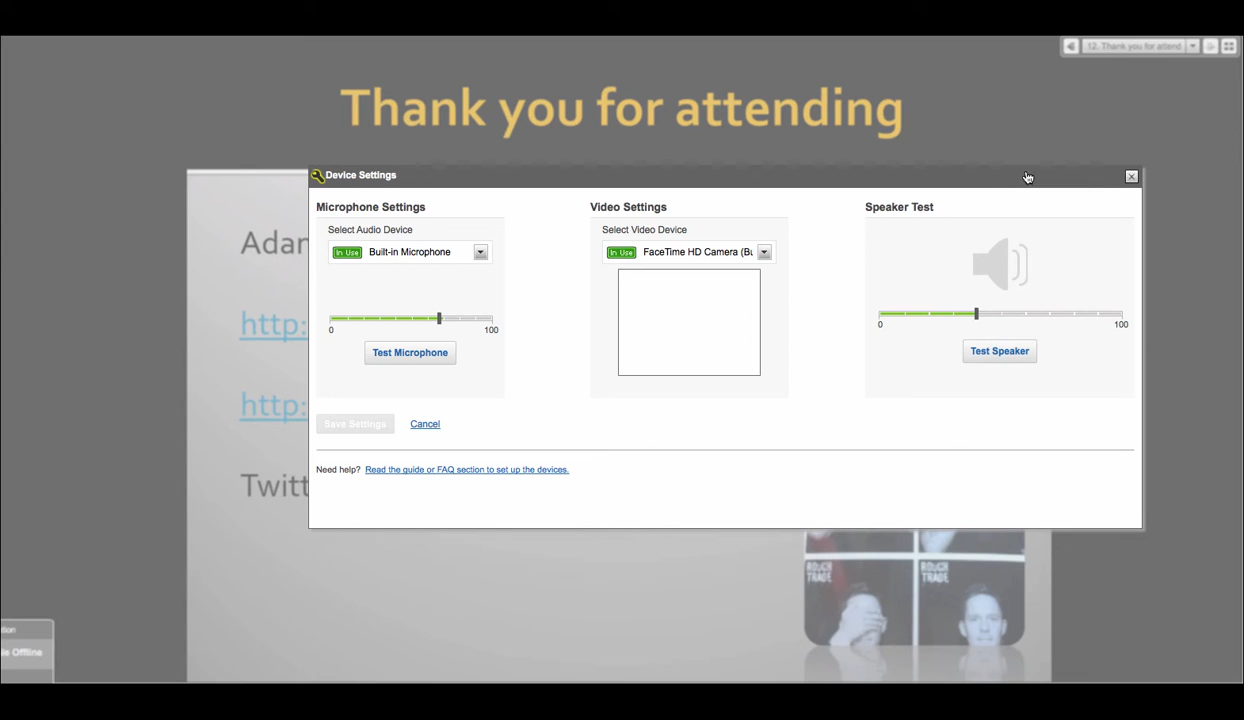 12. Thank you for attend
Thank you for attending
Device Settings
Microphone Settings
Video Settings
Speaker Test
Select Audio Device
Select Video Device
In Use
Built-in Microphone
In Use
FaceTime HD Camera (Bu
0
100
Test Microphone
0
100
Test Speaker
Save Settings
Cancel
Need help? Read the guide or FAQ section to set up the devices.
Adan
http:
http:
Twitt
ROUGH
TRADE
ROUGH
TRADE
tion
le Offline